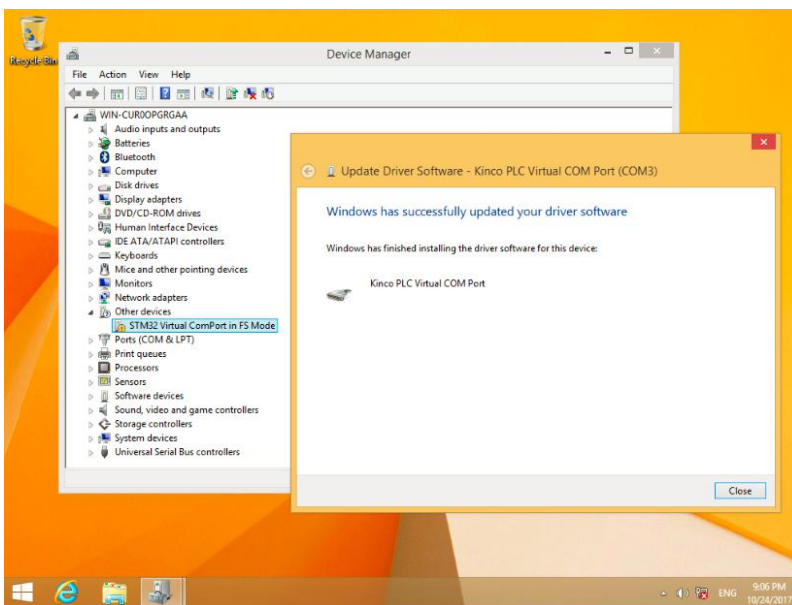 Recycle Bin
Device Manager
File Action View Help
WIN-CUR0OPGRGAA
Audio inputs and outputs
Batteries
Bluetooth
Computer
Disk drives
Display adapters
DVD/CD-ROM drives
Human Interface Devices
IDE ATA/ATAPI controllers
Keyboards
Mice and other pointing devices
Monitors
Network adapters
Other devices
STM32 Virtual ComPort in FS Mode
Ports (COM & LPT)
Print queues
Processors
Sensors
Software devices
Sound, video and game controllers
Storage controllers
System devices
Universal Serial Bus controllers
Update Driver Software - Kinco PLC Virtual COM Port (COM3)
Windows has successfully updated your driver software
Windows has finished installing the driver software for this device:
Kinco PLC Virtual COM Port
Close
ENG
9:06 PM
10/24/2017